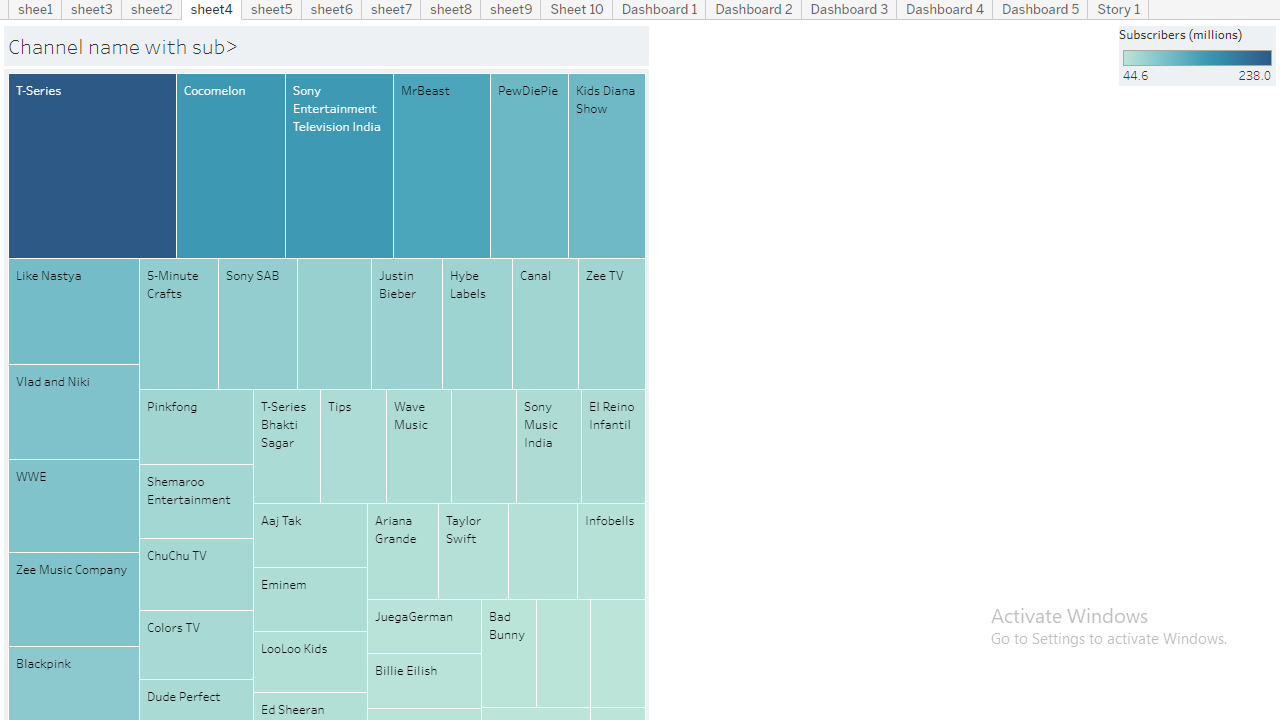 shee1
sheet3
sheet2
sheet4
sheet5
sheet6
sheet7
sheet8
sheet9
Sheet 10
Dashboard 1
Dashboard 2
Dashboard 3
Dashboard 4
Dashboard 5
Story 1
Channel name with sub>
Subscribers (millions)
44.6
238.0
T-Series
Cocomelon
Sony
Entertainment
Television India
MrBeast
PewDiePie
Kids Diana
Show
Like Nastya
5-Minute
Crafts
Sony SAB
Justin
Bieber
Hybe
Labels
Canal
Zee TV
Vlad and Niki
Pinkfong
T-Series
Bhakti
Sagar
Tips
Wave
Music
Sony
Music
India
El Reino
Infantil
WWE
Shemaroo
Entertainment
Aaj Tak
Ariana
Grande
Taylor
Swift
Infobells
Zee Music Company
ChuChu TV
Eminem
JuegaGerman
Bad
Bunny
Colors TV
LooLoo Kids
Billie Eilish
Blackpink
Dude Perfect
Ed Sheeran
Activate Windows
Go to Settings to activate Windows.